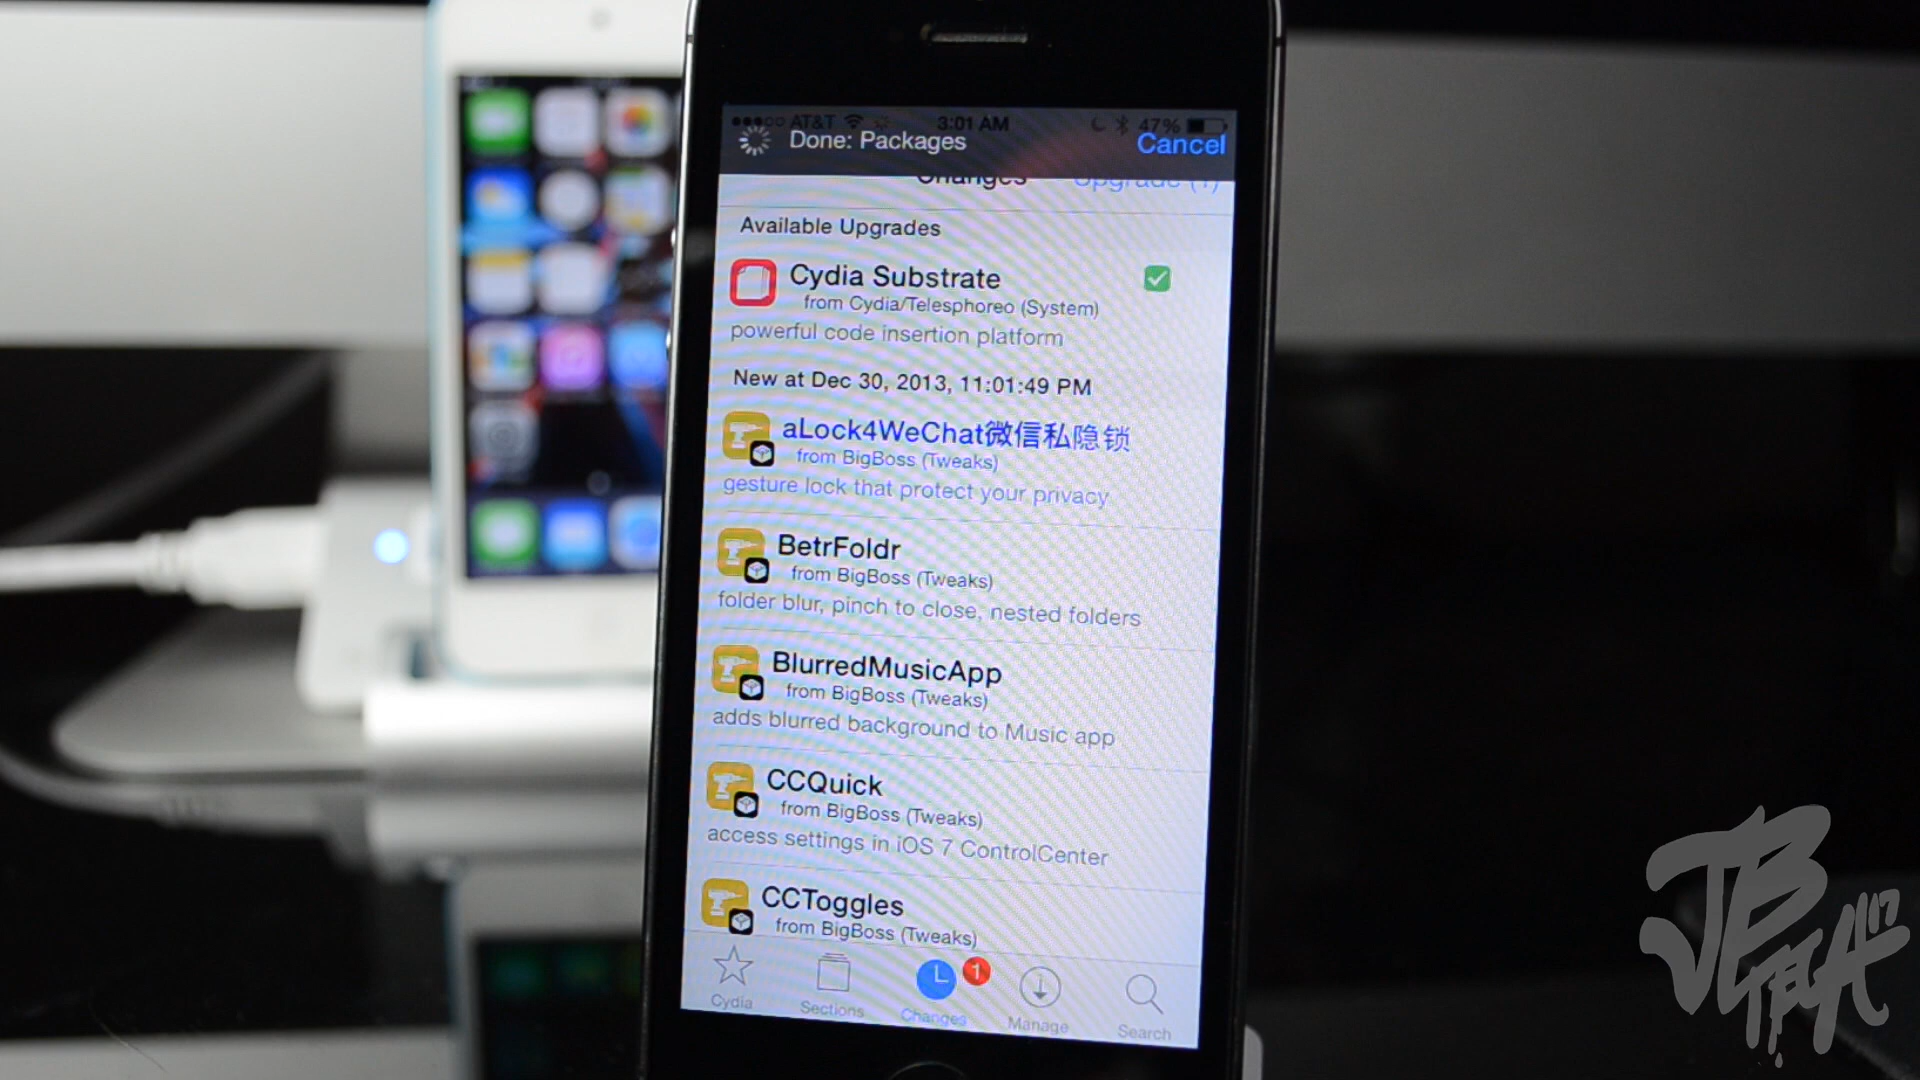 AT&T 3:01 AM 47%
Done: Packages
Cancel
Changes Upgrade (1)
Available Upgrades
Cydia Substrate
from Cydia/Telesphoreo (System)
powerful code insertion platform
New at Dec 30, 2013, 11:01:49 PM
aLock4WeChat微信私隐锁
from BigBoss (Tweaks)
gesture lock that protect your privacy
BetrFoldr
from BigBoss (Tweaks)
folder blur, pinch to close, nested folders
BlurredMusicApp
from BigBoss (Tweaks)
adds blurred background to Music app
CCQuick
from BigBoss (Tweaks)
access settings in iOS 7 ControlCenter
CCToggles
from BigBoss (Tweaks)
1
Cydia Sections Changes Manage Search
JB
17